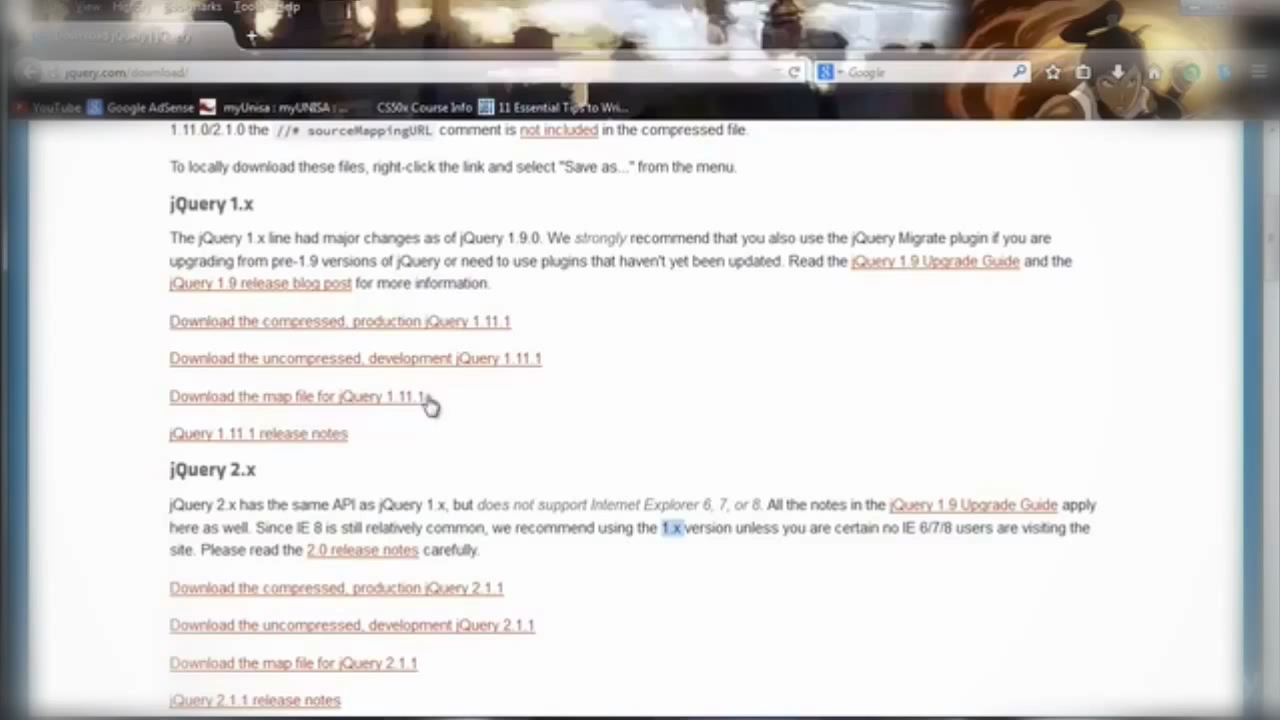 View History Bookmarks Tools Help
Download jQuery | jQuery
jquery.com/download/
Google
YouTube Google AdSense myUnisa : myUNISA : ... CS50x Course Info 11 Essential Tips to Wri...
1.11.0/2.1.0 the //# sourceMappingURL comment is not included in the compressed file.
To locally download these files, right-click the link and select "Save as..." from the menu.
jQuery 1.x
The jQuery 1.x line had major changes as of jQuery 1.9.0. We strongly recommend that you also use the jQuery Migrate plugin if you are
upgrading from pre-1.9 versions of jQuery or need to use plugins that haven't yet been updated. Read the jQuery 1.9 Upgrade Guide and the
jQuery 1.9 release blog post for more information.
Download the compressed, production jQuery 1.11.1
Download the uncompressed, development jQuery 1.11.1
Download the map file for jQuery 1.11.1
jQuery 1.11.1 release notes
jQuery 2.x
jQuery 2.x has the same API as jQuery 1.x, but does not support Internet Explorer 6, 7, or 8. All the notes in the jQuery 1.9 Upgrade Guide apply
here as well. Since IE 8 is still relatively common, we recommend using the 1.x version unless you are certain no IE 6/7/8 users are visiting the
site. Please read the 2.0 release notes carefully.
Download the compressed, production jQuery 2.1.1
Download the uncompressed, development jQuery 2.1.1
Download the map file for jQuery 2.1.1
jQuery 2.1.1 release notes